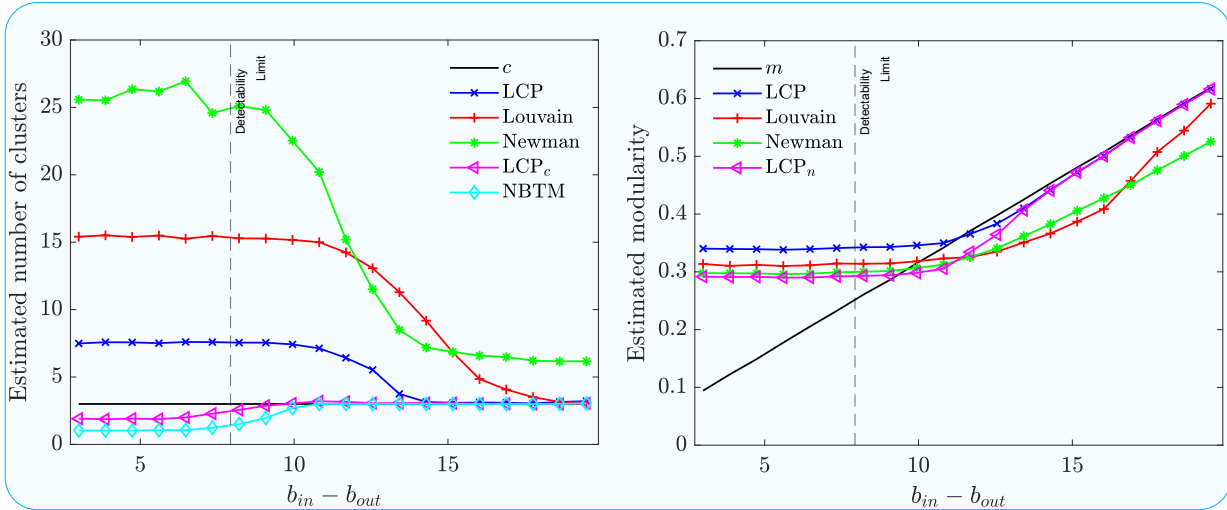 30
25
20
15
10
5
0
Estimated number of clusters
c
LCP
Louvain
Newman
LCP_c
NBTM
Detectability
Limit
5
10
15
b_in − b_out
0.7
0.6
0.5
0.4
0.3
0.2
0.1
0
Estimated modularity
m
LCP
Louvain
Newman
LCP_n
Detectability
Limit
5
10
15
b_in − b_out